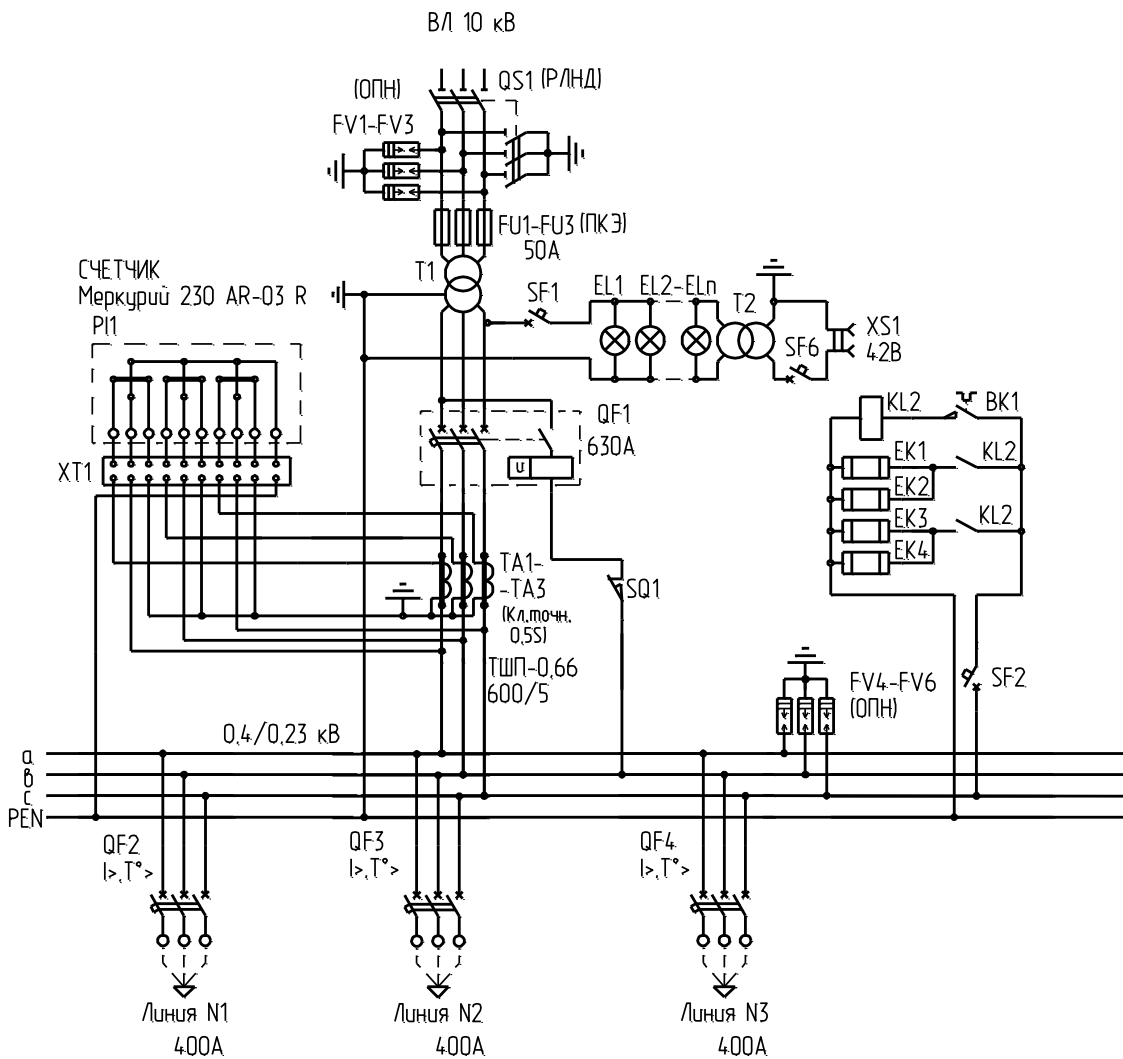 ВЛ 10 кВ
QS1 (РЛНД)
(ОПН)
FV1-FV3
FU1-FU3 (ПКЭ)
50А
T1
СЧЕТЧИК
Меркурий 230 AR-03 R
PI1
SF1
EL1
EL2-ELn
T2
XS1
42В
SF6
KL2
ВК1
QF1
630А
U
XT1
EK1
KL2
EK2
EK3
KL2
EK4
TA1-
-TA3
(Кл.точн.
0,5S)
SQ1
ТШП-0,66
600/5
FV4-FV6
(ОПН)
SF2
0,4/0,23 кВ
а
в
с
PEN
QF2
I>,T°>
QF3
I>,T°>
QF4
I>,T°>
Линия N1
400А
Линия N2
400А
Линия N3
400А